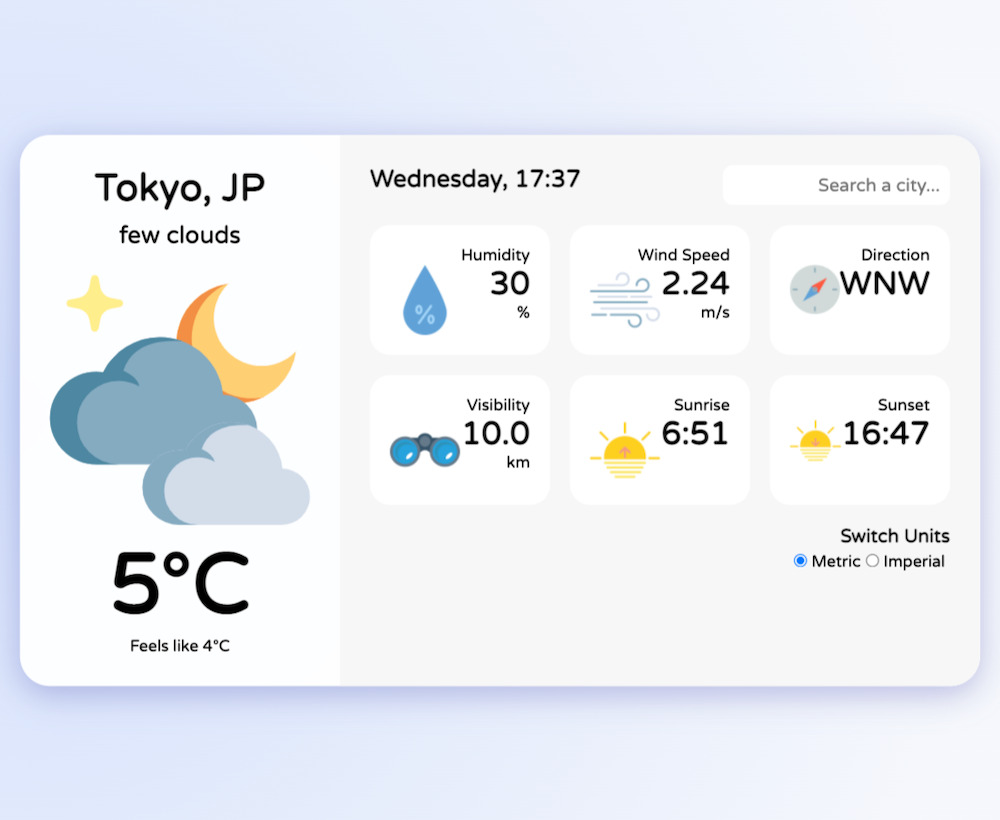 Tokyo, JP
few clouds
5°C
Feels like 4°C
Wednesday, 17:37
Search a city...
Humidity
30
%
Wind Speed
2.24
m/s
Direction
WNW
Visibility
10.0
km
Sunrise
6:51
Sunset
16:47
Switch Units
Metric Imperial